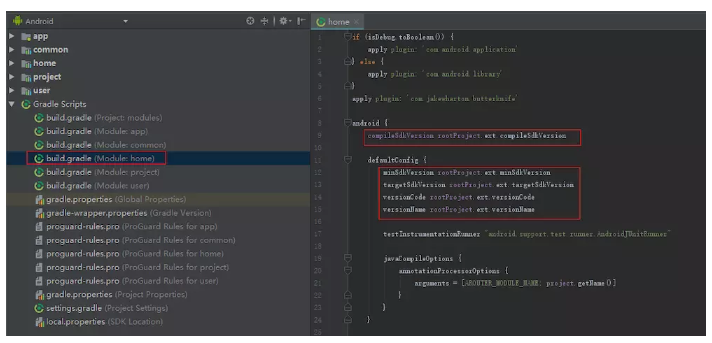 Android
app
common
home
project
user
Gradle Scripts
build.gradle (Project: modules)
build.gradle (Module: app)
build.gradle (Module: common)
build.gradle (Module: home)
build.gradle (Module: project)
build.gradle (Module: user)
gradle.properties (Global Properties)
gradle-wrapper.properties (Gradle Version)
proguard-rules.pro (ProGuard Rules for app)
proguard-rules.pro (ProGuard Rules for common)
proguard-rules.pro (ProGuard Rules for home)
proguard-rules.pro (ProGuard Rules for project)
proguard-rules.pro (ProGuard Rules for user)
gradle.properties (Project Properties)
settings.gradle (Project Settings)
local.properties (SDK Location)
home
1 if (isDebug.toBoolean()) {
2 apply plugin: 'com.android.application'
3 } else {
4 apply plugin: 'com.android.library'
5 }
6 apply plugin: 'com.jakewharton.butterknife'
7
8 android {
9 compileSdkVersion rootProject.ext.compileSdkVersion
10
11 defaultConfig {
12 minSdkVersion rootProject.ext.minSdkVersion
13 targetSdkVersion rootProject.ext.targetSdkVersion
14 versionCode rootProject.ext.versionCode
15 versionName rootProject.ext.versionName
16
17 testInstrumentationRunner "android.support.test.runner.AndroidJUnitRunner"
18
19 javaCompileOptions {
20 annotationProcessorOptions {
21 arguments = [AROUTER_MODULE_NAME: project.getName()]
22 }
23 }
24 }
25